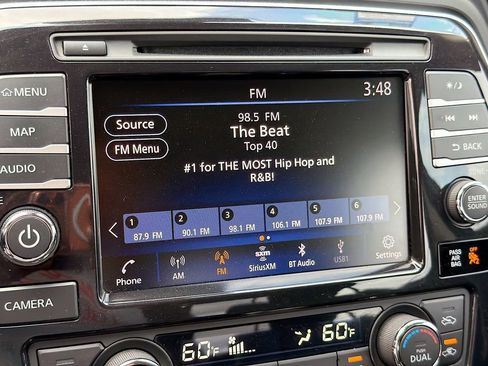 MENU
MAP
AUDIO
CAMERA
FM
3:48
Source
FM Menu
98.5 FM
The Beat
Top 40
#1 for THE MOST Hip Hop and
R&B!
1 2 3 4 5 6
87.9 FM 90.1 FM 98.1 FM 106.1 FM 107.9 FM 107.9 FM
Phone
AM
FM
sxm
SiriusXM
BT Audio
USB1
Settings
BACK
ENTER
SOUND
PASS
AIR
BAG
60°F
60°F
PUSH
DUAL